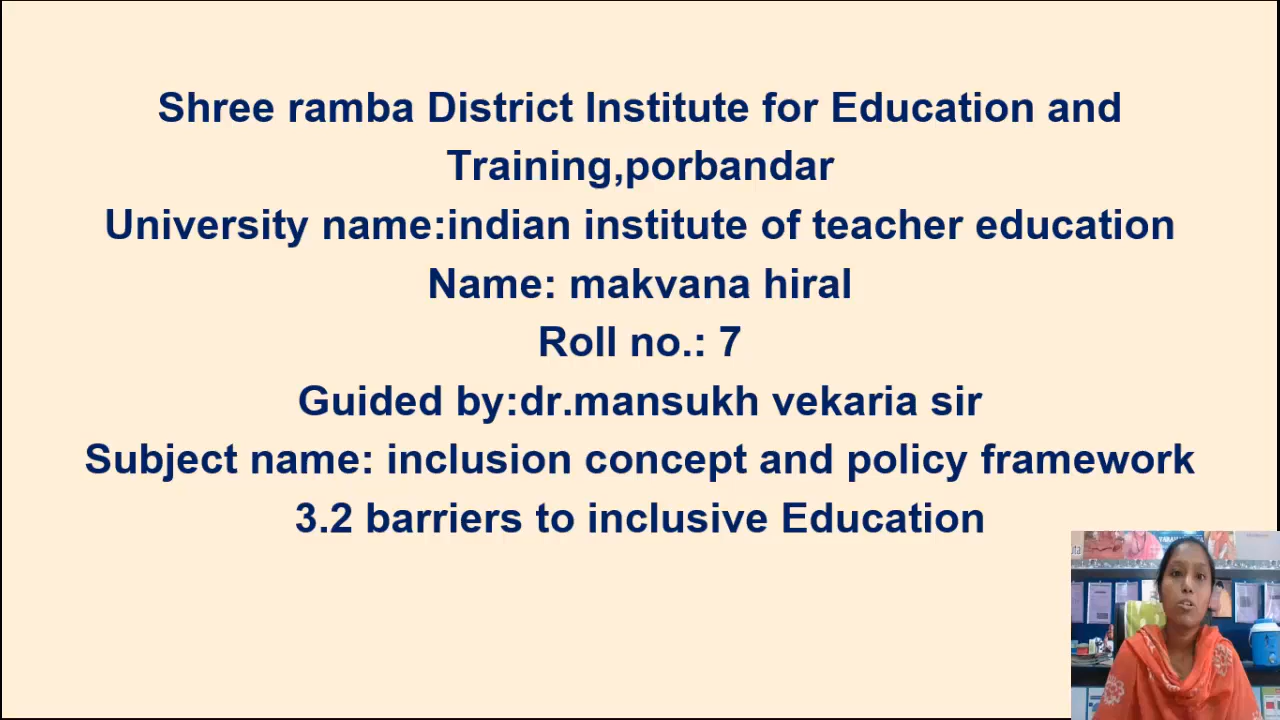 Shree ramba District Institute for Education and
Training,porbandar
University name:indian institute of teacher education
Name: makvana hiral
Roll no.: 7
Guided by:dr.mansukh vekaria sir
Subject name: inclusion concept and policy framework
3.2 barriers to inclusive Education